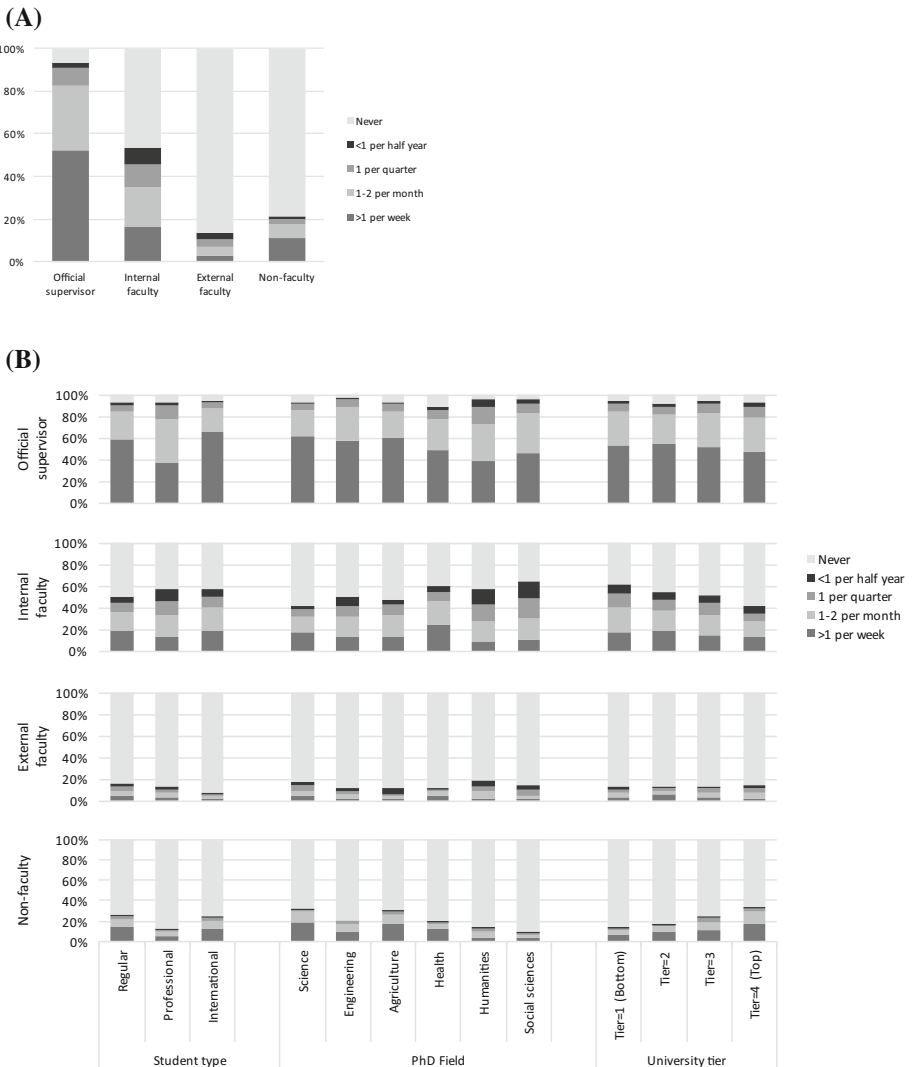 (A)
100%
80%
60%
40%
20%
0%
Official
supervisor
Internal
faculty
External
faculty
Non-faculty
Never
<1 per half year
1 per quarter
1-2 per month
>1 per week
(B)
Official
supervisor
100%
80%
60%
40%
20%
0%
Internal
faculty
100%
80%
60%
40%
20%
0%
External
faculty
100%
80%
60%
40%
20%
0%
Non-faculty
100%
80%
60%
40%
20%
0%
Never
<1 per half year
1 per quarter
1-2 per month
>1 per week
Regular
Professional
International
Science
Engineering
Agriculture
Health
Humanities
Social sciences
Tier=1 (Bottom)
Tier=2
Tier=3
Tier=4 (Top)
Student type
PhD Field
University tier